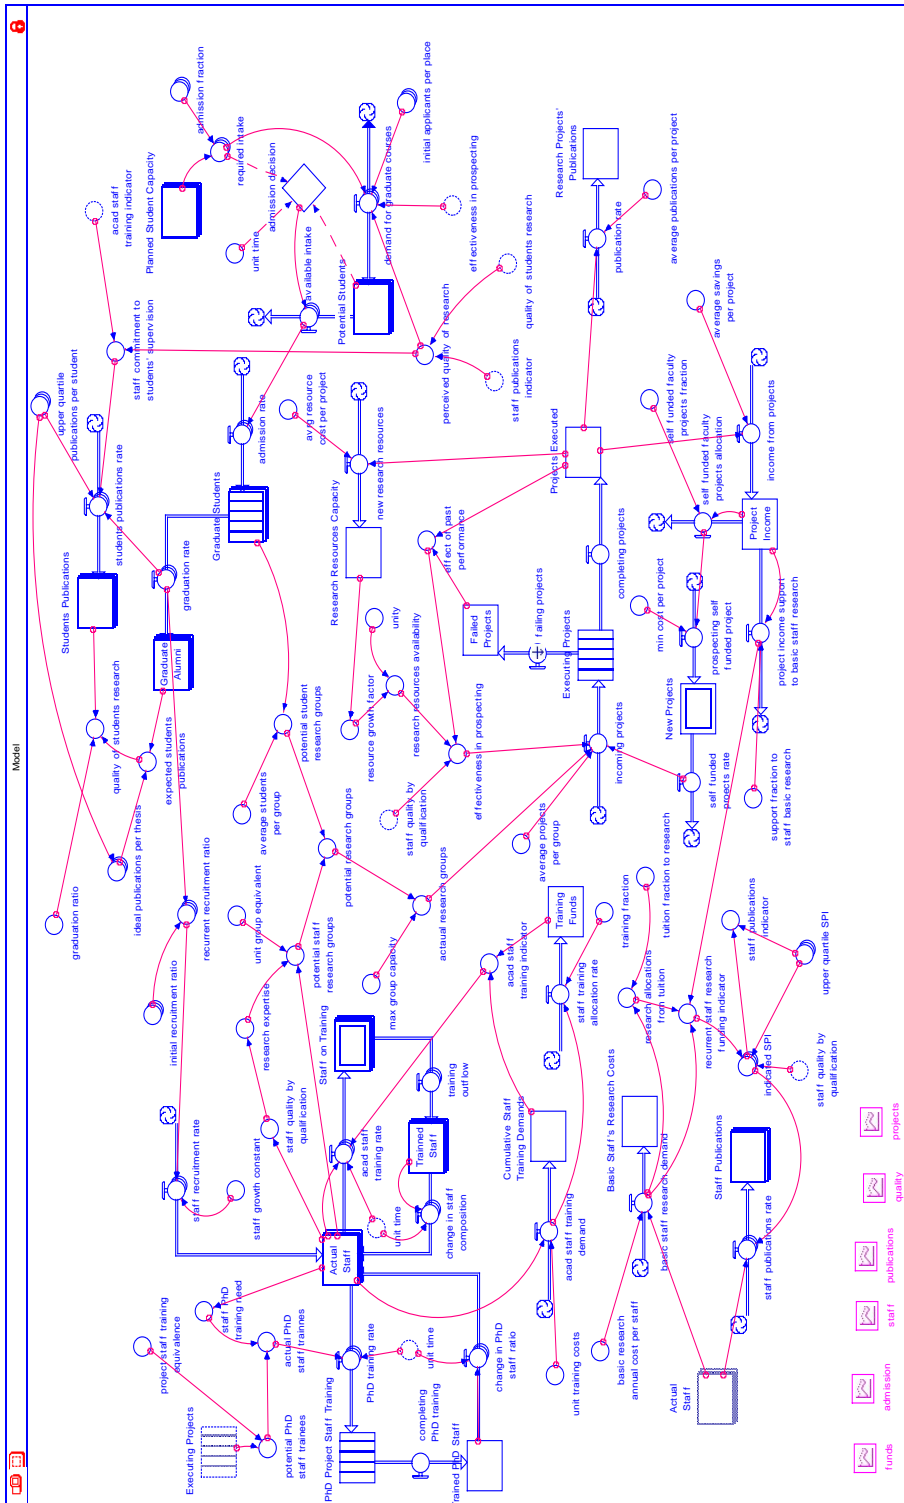 Model
graduation ratio
Students Publications
upper quartile
publications per student
acad staff
training indicator
Planned Student Capacity
admission fraction
required intake
project staff training
equivalence
staff recruitment rate
initial recruitment ratio
ideal publications per thesis
quality of students research
students publications rate
staff commitment to
students' supervision
Executing Projects
staff PhD
training need
staff growth constant
recurrent recruitment ratio
expected students
publications
Graduate
Alumni
graduation rate
Graduate Students
unit time
admission decision
potential PhD
staff trainees
actual PhD
staff trainnes
staff quality by
qualification
research expertise
unit group equivalent
average students
per group
admission rate
available intake
PhD Project Staff Training
PhD training rate
Actual
Staff
Staff on Training
potential staff
research groups
potential student
research groups
Research Resources Capacity
av'g resource
cost per project
Potential Students
demand for graduate courses
initial applicants per place
completing
PhD training
unit time
acad staff
training rate
unit time
potential research groups
resource growth factor
unity
new research resources
Trained PhD Staff
change in PhD
staff ratio
change in staff
composition
Trainned
Staff
training
outflow
max group capacity
staff quality by
qualification
research resources availability
effect of past
performance
perceived quality of research
effectiveness in prospecting
actaural research groups
effectiveness in prospecting
Failed
Projects
failing projects
staff publications
indicator
quality of students research
Cumulative Staff
Training Demands
acad staff
training indicator
unit training costs
acad staff training
demand
Training
Funds
staff training
allocation rate
average projects
per group
incoming projects
Executing Projects
completing projects
Projects Executed
Research Projects'
Publications
publication rate
basic research
annual cost per staff
Basic Staff's Research Costs
basic staff research demand
research allocations
from tuition
training fraction
tuition fraction to research
New Projects
min cost per project
self funded faculty
projects fraction
average publications per project
Actual
Staff
recurrent staff research
funding indicator
self funded
projects rate
prospecting self
funded project
self funded faculty
projects allocation
average savings
per project
Staff Publications
staff publications rate
indicated SPI
staff publications
indicator
support fraction to
staff basic research
project income support
to basic staff research
Project
Income
income from projects
staff quality by
qualification
upper quartile SPI
funds
admission
staff
publications
quality
projects